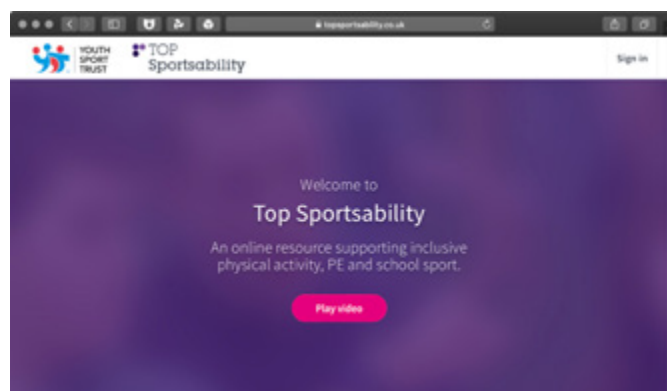 topsportsability.co.uk
YOUTH
SPORT
TRUST
TOP
Sportsability
Sign in
Welcome to
Top Sportsability
An online resource supporting inclusive
physical activity, PE and school sport.
Play video